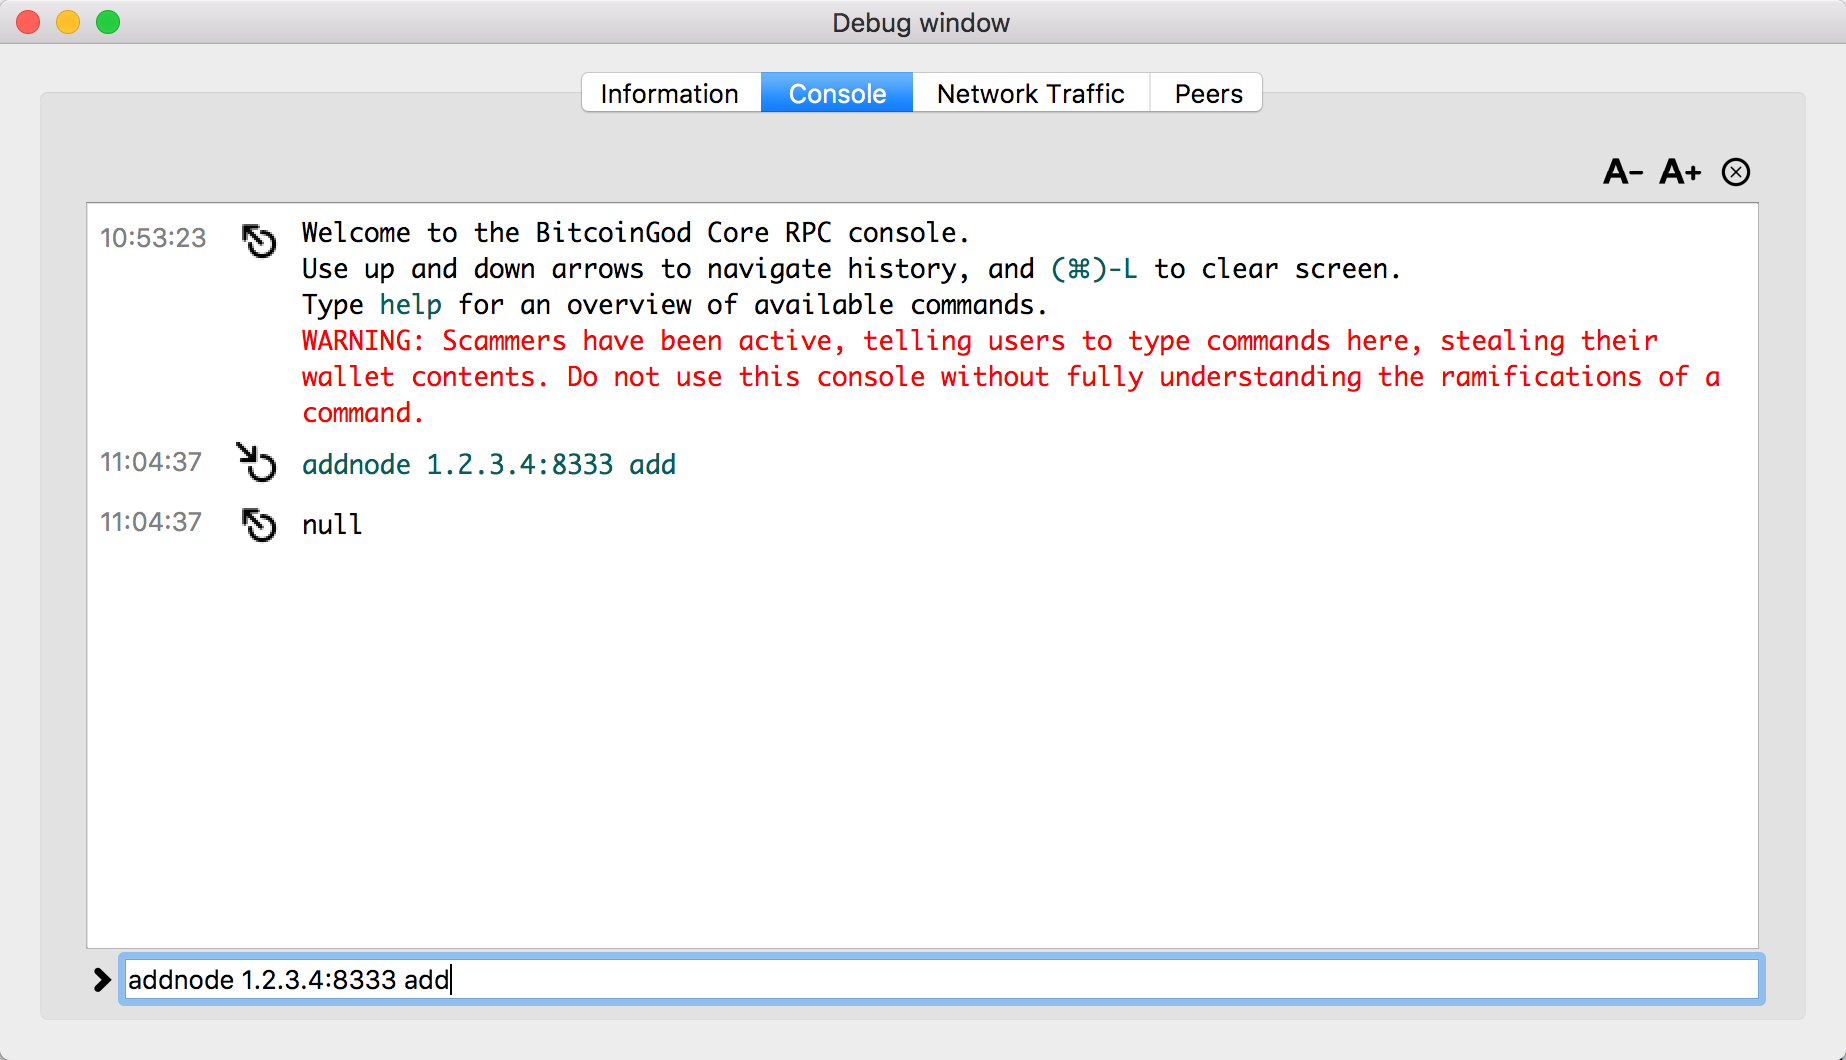 Debug window
Information Console Network Traffic Peers
A- A+
10:53:23 Welcome to the BitcoinGod Core RPC console.
Use up and down arrows to navigate history, and (⌘)-L to clear screen.
Type help for an overview of available commands.
WARNING: Scammers have been active, telling users to type commands here, stealing their
wallet contents. Do not use this console without fully understanding the ramifications of a
command.
11:04:37 addnode 1.2.3.4:8333 add
11:04:37 null
addnode 1.2.3.4:8333 add